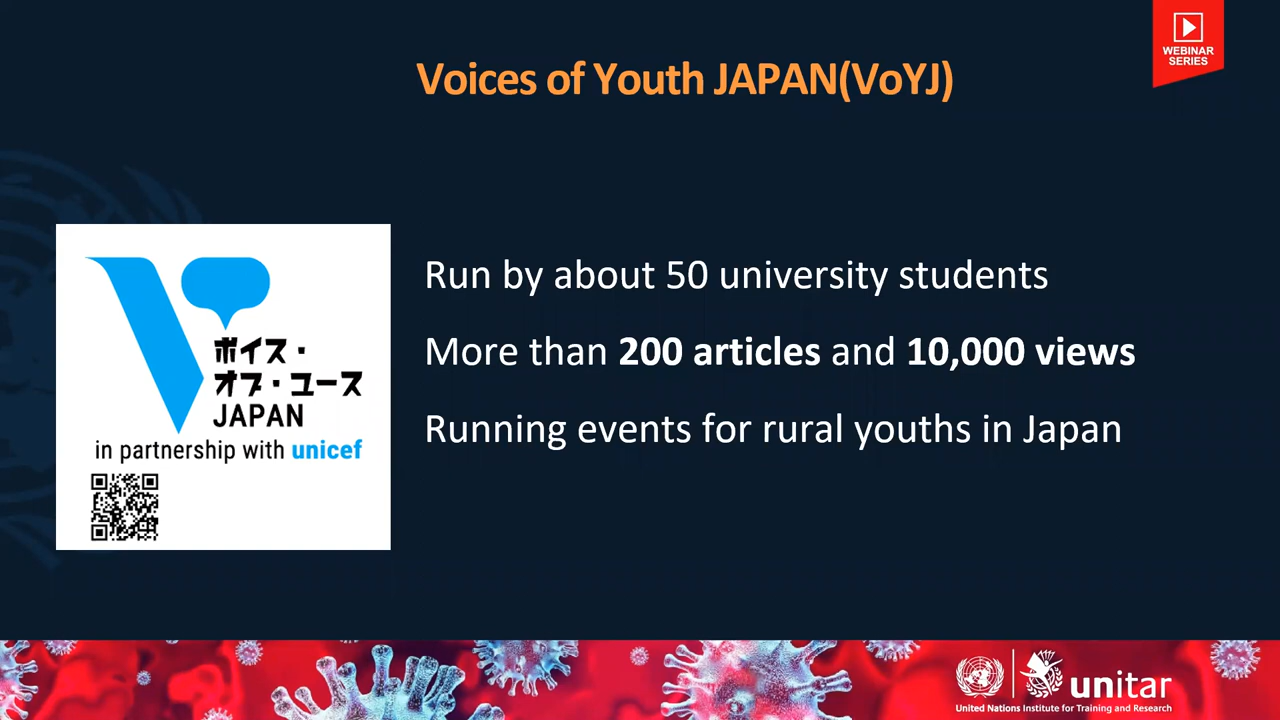 WEBINAR
SERIES
Voices of Youth JAPAN(VoYJ)
ボイス・
オブ・ユース
JAPAN
in partnership with unicef
Run by about 50 university students
More than 200 articles and 10,000 views
Running events for rural youths in Japan
unitar
United Nations Institute for Training and Research